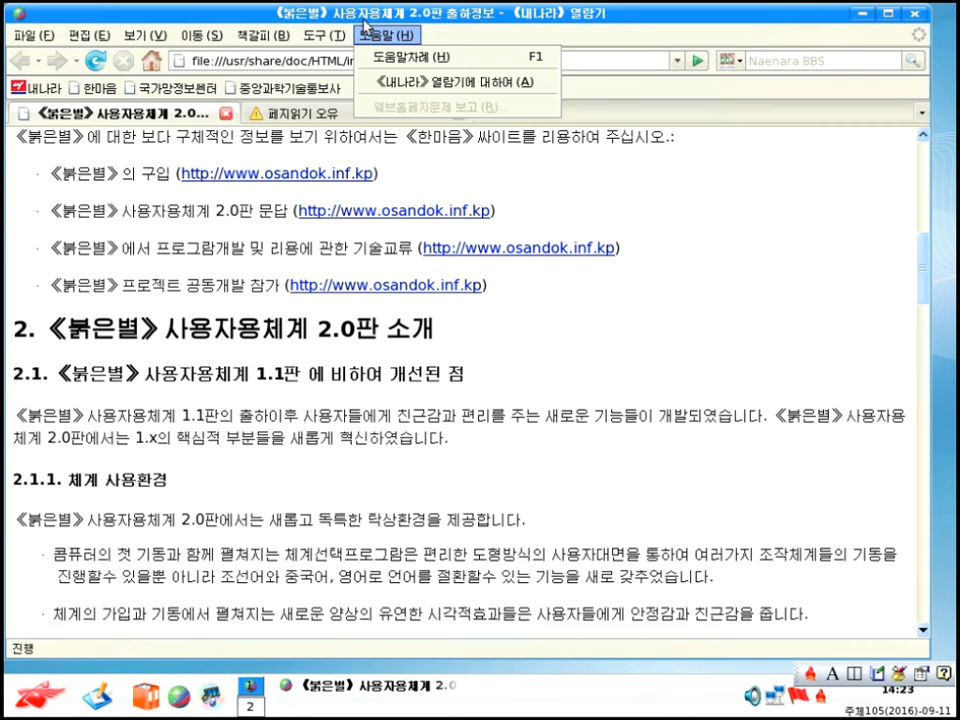 《붉은별》 사용자용체계 2.0판 출하정보 - 《내나라》 열람기
파일 (F) 편집 (E) 보기 (V) 이동 (S) 책갈피 (B) 도구 (T) 도움말 (H)
도움말차례 (H) F1
《내나라》 열람기에 대하여 (A)
웨브홈페지문제 보고 (R)...
file:///usr/share/doc/HTML/in
Naenara BBS
내나라 한마음 국가망정보쎈터 중앙과학기술통보사
《붉은별》 사용자용체계 2.0...
페지읽기 오유
《붉은별》에 대한 보다 구체적인 정보를 보기 위하여서는 《한마음》싸이트를 리용하여 주십시오.:
· 《붉은별》의 구입 (http://www.osandok.inf.kp)
· 《붉은별》사용자용체계 2.0판 문답 (http://www.osandok.inf.kp)
· 《붉은별》에서 프로그람개발 및 리용에 관한 기술교류 (http://www.osandok.inf.kp)
· 《붉은별》프로젝트 공동개발 참가 (http://www.osandok.inf.kp)
2. 《붉은별》사용자용체계 2.0판 소개
2.1. 《붉은별》사용자용체계 1.1판 에 비하여 개선된 점
《붉은별》사용자용체계 1.1판의 출하이후 사용자들에게 친근감과 편리를 주는 새로운 기능들이 개발되였습니다. 《붉은별》사용자용
체계 2.0판에서는 1.x의 핵심적 부분들을 새롭게 혁신하였습니다.
2.1.1. 체계 사용환경
《붉은별》사용자용체계 2.0판에서는 새롭고 독특한 탁상환경을 제공합니다.
· 콤퓨터의 첫 기동과 함께 펼쳐지는 체계선택프로그람은 편리한 도형방식의 사용자대면을 통하여 여러가지 조작체계들의 기동을
진행할수 있을뿐 아니라 조선어와 중국어, 영어로 언어를 절환할수 있는 기능을 새로 갖추었습니다.
· 체계의 가입과 기동에서 펼쳐지는 새로운 양상의 유연한 시각적효과들은 사용자들에게 안정감과 친근감을 줍니다.
진행
2
《붉은별》 사용자용체계 2.0
A
14:23
주체105(2016)-09-11